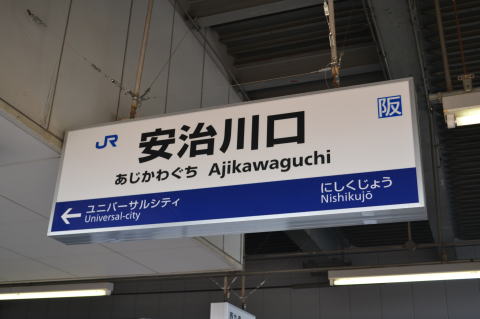 JR 安治川口 阪
あじかわぐち Ajikawaguchi
← ユニバーサルシティ
Universal-city
にしくじょう
Nishikujō